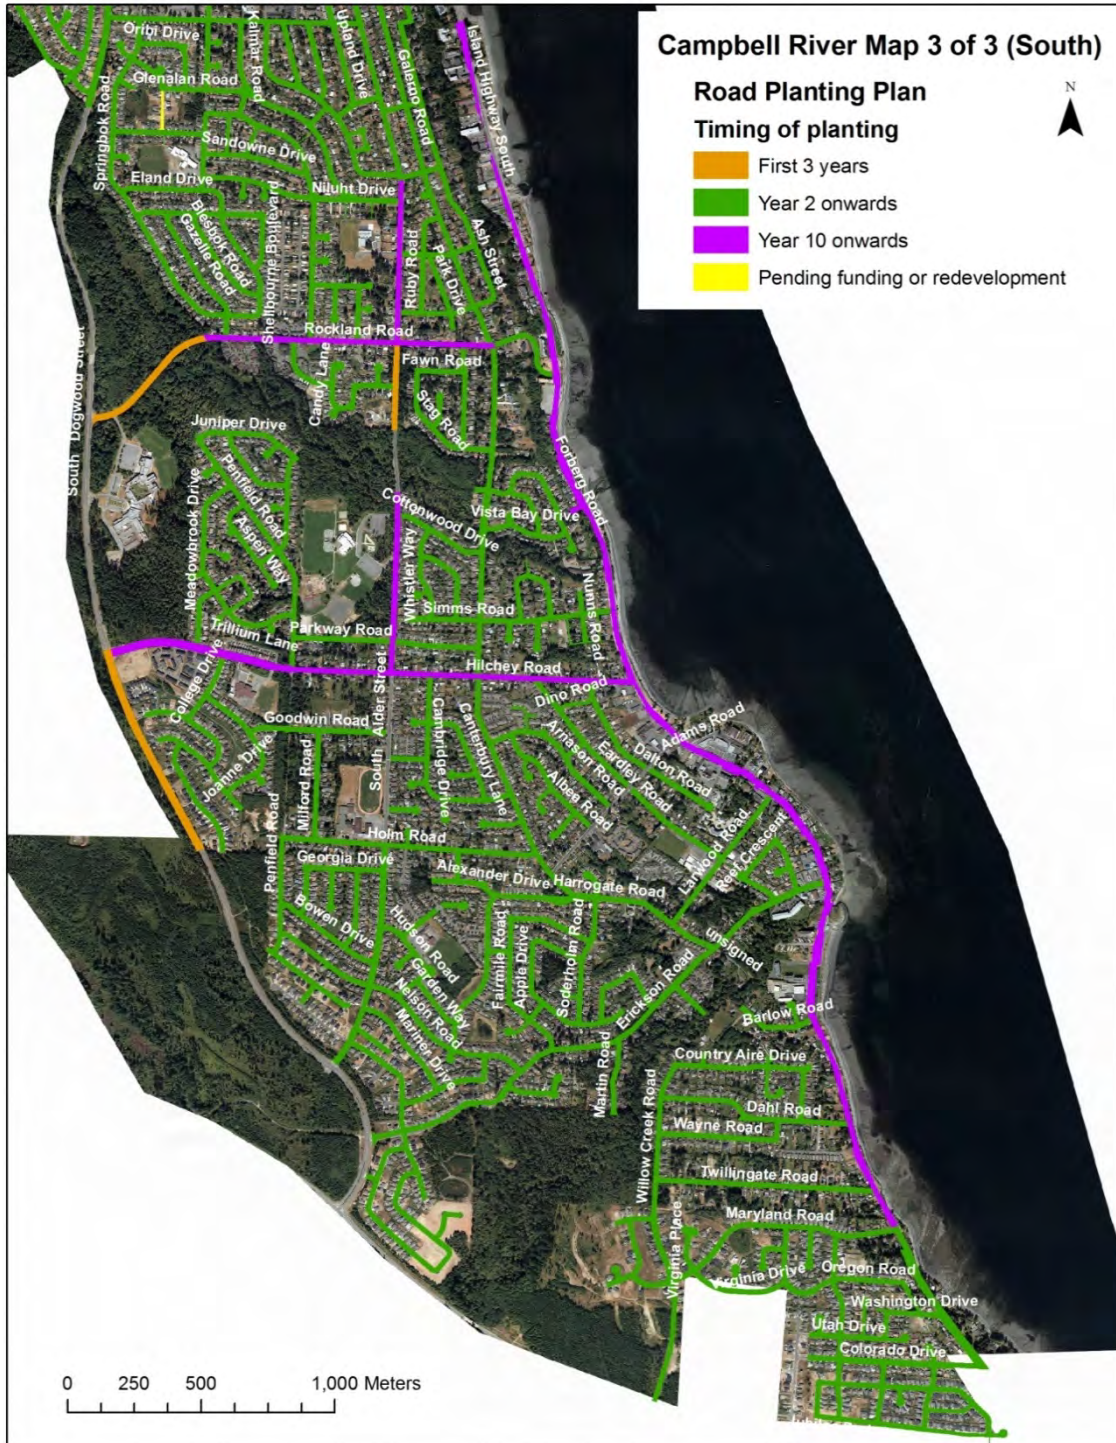 Campbell River Map 3 of 3 (South)
Road Planting Plan
Timing of planting
First 3 years
Year 2 onwards
Year 10 onwards
Pending funding or redevelopment
N
Oribi Drive
Kalmar Road
Upland Drive
Galerno Road
Island Highway South
Glenalan Road
Springbok Road
Sandowne Drive
Eland Drive
Niluht Drive
Shellbourne Boulevard
Blesbok Road
Gazelle Road
Ruby Road
Park Drive
Ash Street
Rockland Road
Fawn Road
Candy Lane
Stag Road
South Dogwood Street
Juniper Drive
Penfield Road
Aspen Way
Meadowbrook Drive
Forberg Road
Cottonwood Drive
Vista Bay Drive
Whistler Way
Nunns Road
Simms Road
Parkway Road
Trillium Lane
Hilchey Road
College Drive
Dino Road
Adams Road
South Alder Street
Goodwin Road
Cambridge Drive
Canterbury Lane
Arnason Road
Eardley Road
Dalton Road
Albee Road
Joanne Drive
Milford Road
Penfield Road
Holm Road
Larwood Road
Reef Crescent
Georgia Drive
Alexander Drive
Harrogate Road
Bowen Drive
Hudson Road
Garden Way
Fairmile Road
Apple Drive
Soderholm Road
unsigned
Erickson Road
Nelson Road
Mariner Drive
Barlow Road
Martin Road
Country Aire Drive
Willow Creek Road
Dahl Road
Wayne Road
Twillingate Road
Maryland Road
Virginia Place
Virginia Drive
Oregon Road
Washington Drive
Utah Drive
Colorado Drive
0 250 500 1,000 Meters